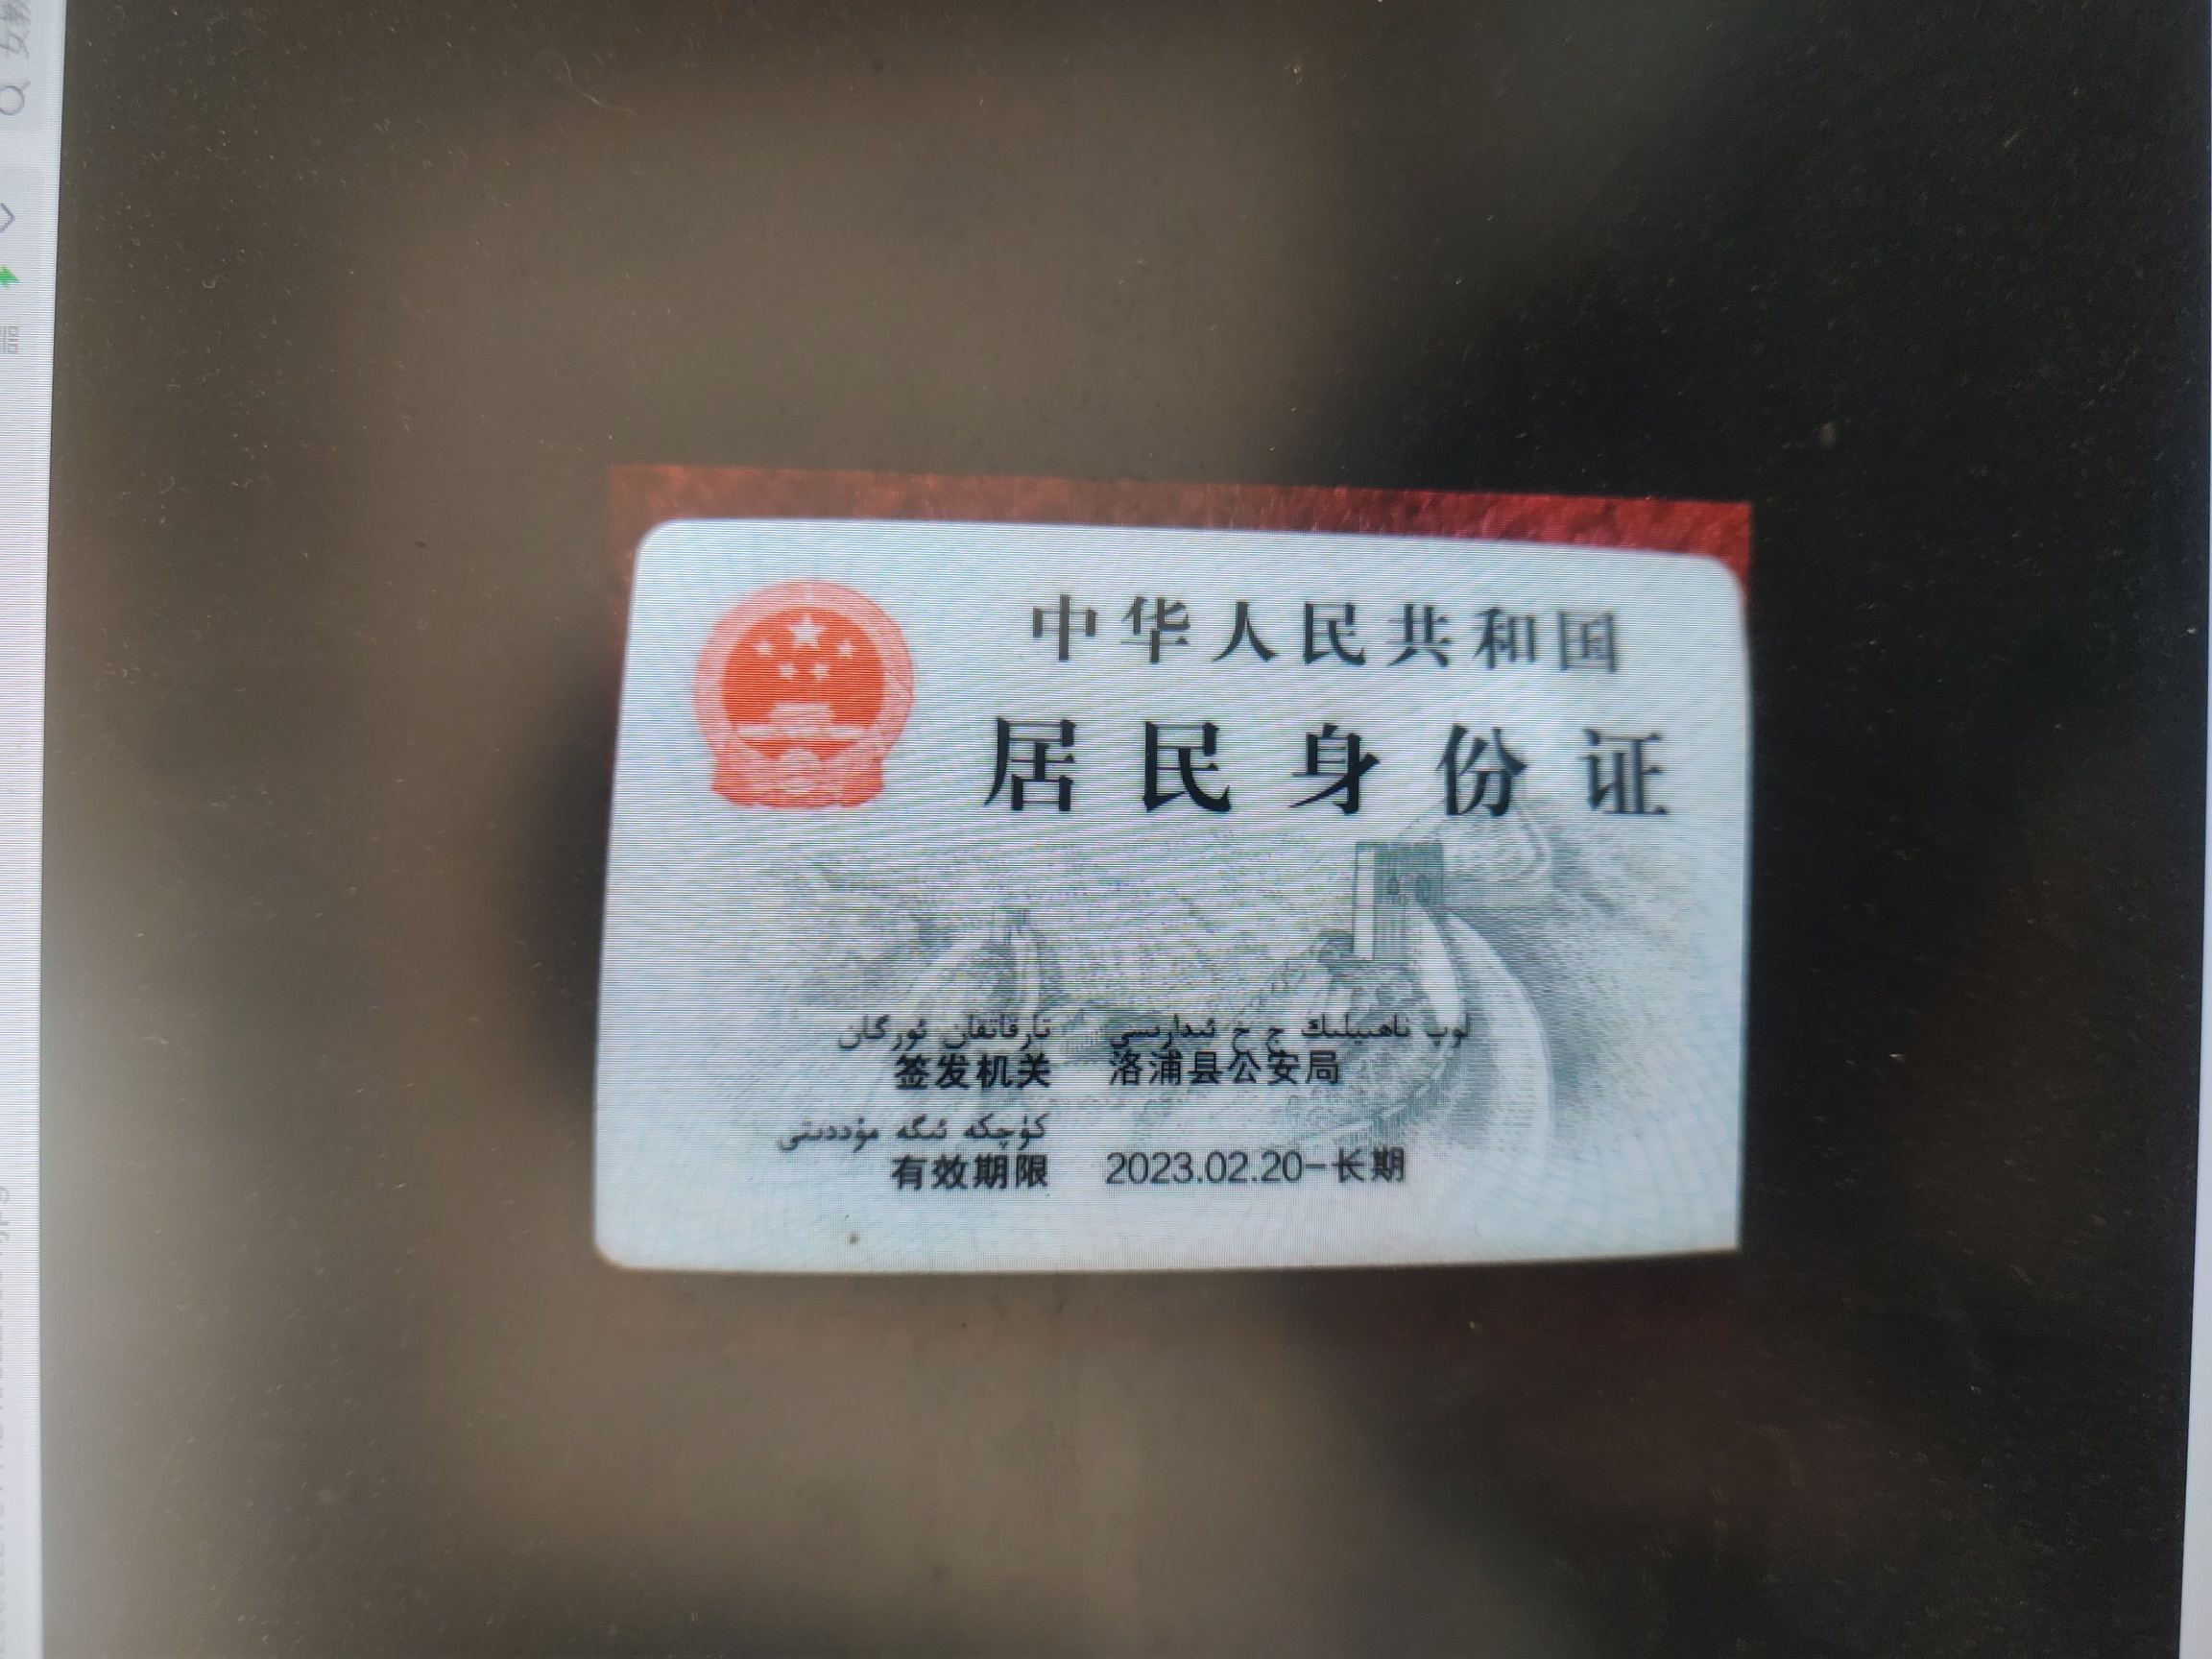 中华人民共和国
居民身份证
تارقاتقان ئورگان لوپ ناھىيىلىك ج خ ئىدارىسى
签发机关 洛浦县公安局
كۈچكە ئىگە مۇددىتى
有效期限 2023.02.20-长期